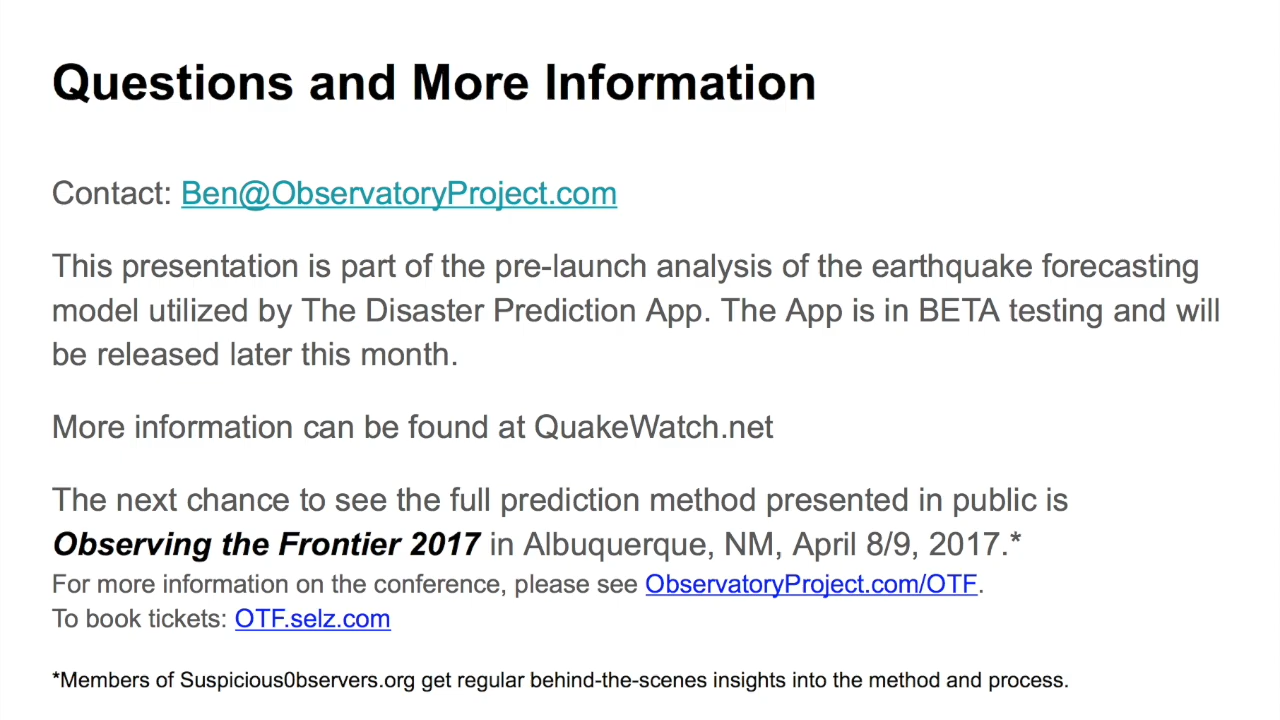 Questions and More Information
Contact: Ben@ObservatoryProject.com
This presentation is part of the pre-launch analysis of the earthquake forecasting
model utilized by The Disaster Prediction App. The App is in BETA testing and will
be released later this month.
More information can be found at QuakeWatch.net
The next chance to see the full prediction method presented in public is
Observing the Frontier 2017 in Albuquerque, NM, April 8/9, 2017.*
For more information on the conference, please see ObservatoryProject.com/OTF.
To book tickets: OTF.selz.com
*Members of Suspicious0bservers.org get regular behind-the-scenes insights into the method and process.